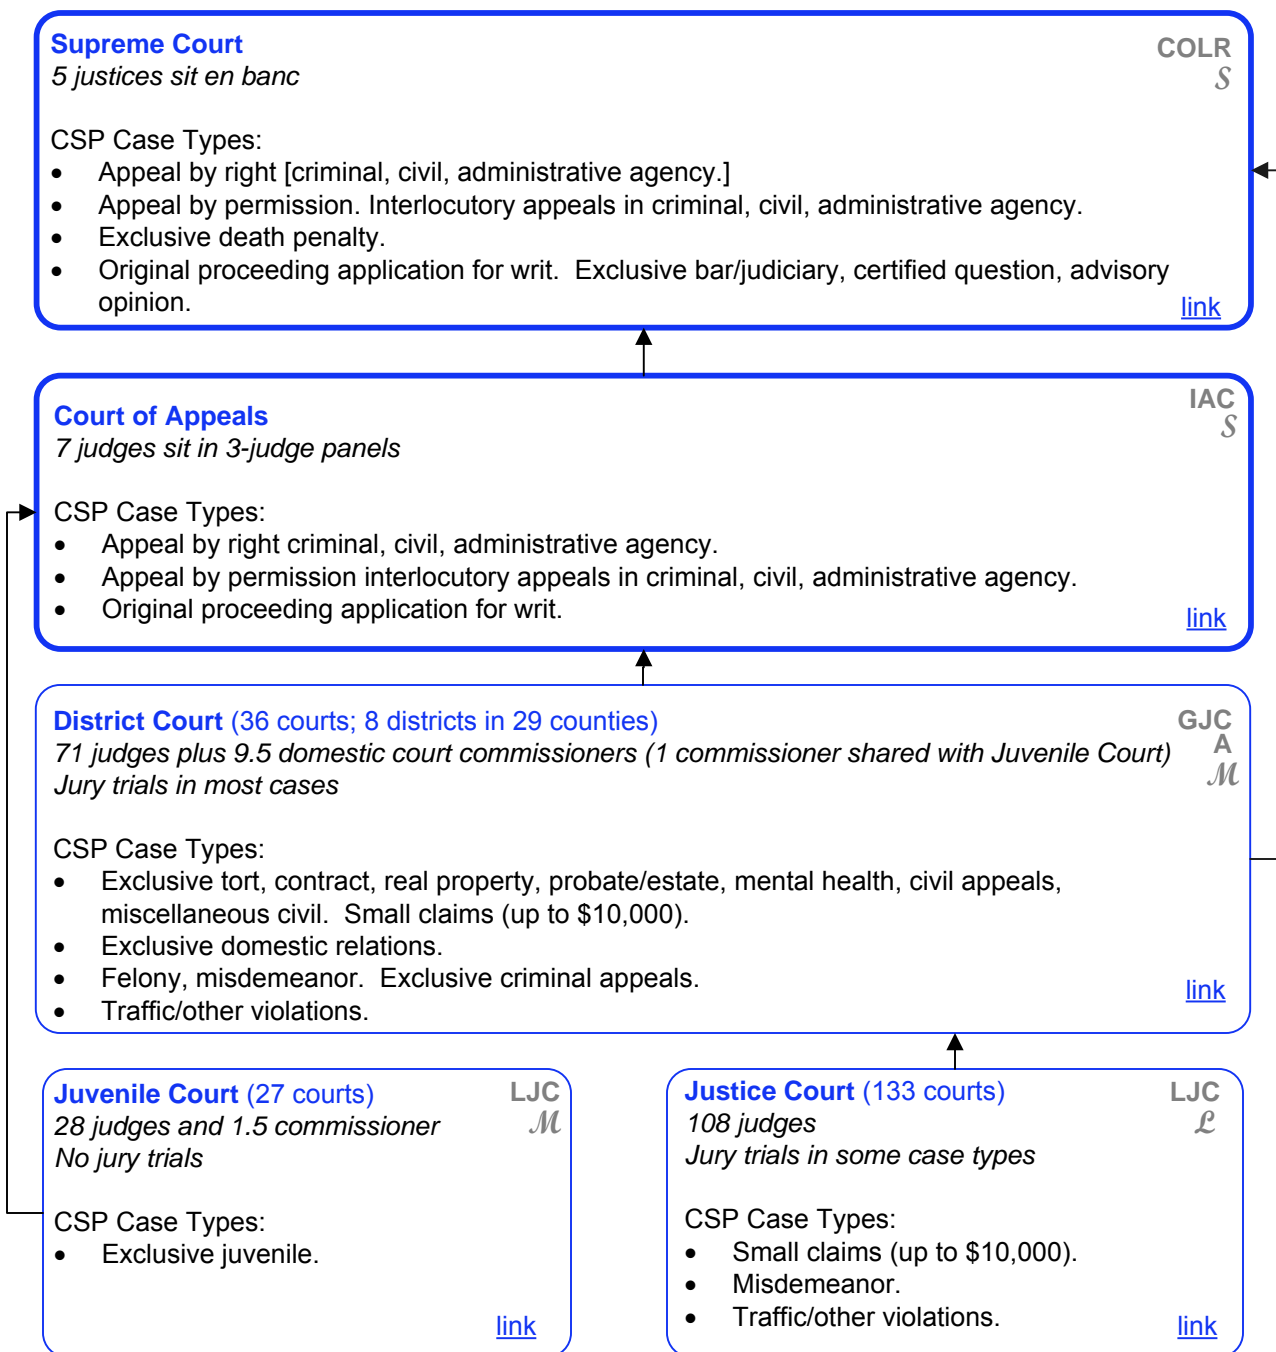 Supreme Court COLR
5 justices sit en banc S
CSP Case Types:
• Appeal by right [criminal, civil, administrative agency.]
• Appeal by permission. Interlocutory appeals in criminal, civil, administrative agency.
• Exclusive death penalty.
• Original proceeding application for writ.  Exclusive bar/judiciary, certified question, advisory
opinion.
link
IAC
Court of Appeals S
7 judges sit in 3-judge panels
CSP Case Types:
• Appeal by right criminal, civil, administrative agency.
• Appeal by permission interlocutory appeals in criminal, civil, administrative agency.
• Original proceeding application for writ.
link
District Court (36 courts; 8 districts in 29 counties) GJC
71 judges plus 9.5 domestic court commissioners (1 commissioner shared with Juvenile Court) A
Jury trials in most cases M
CSP Case Types:
• Exclusive tort, contract, real property, probate/estate, mental health, civil appeals,
miscellaneous civil.  Small claims (up to $10,000).
• Exclusive domestic relations.
• Felony, misdemeanor.  Exclusive criminal appeals.
• Traffic/other violations.
link
Juvenile Court (27 courts) LJC
28 judges and 1.5 commissioner M
No jury trials
CSP Case Types:
• Exclusive juvenile.
link
Justice Court (133 courts) LJC
108 judges L
Jury trials in some case types
CSP Case Types:
• Small claims (up to $10,000).
• Misdemeanor.
• Traffic/other violations.
link